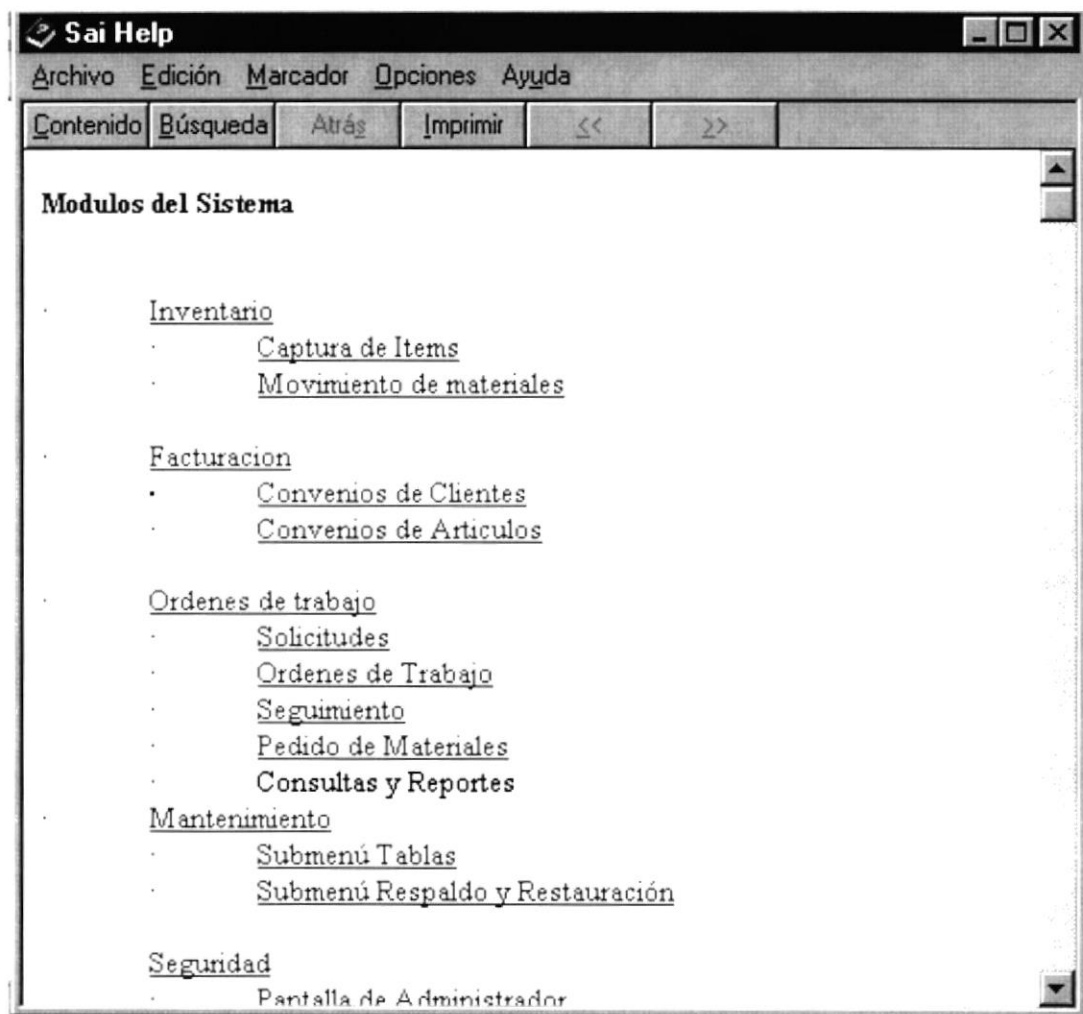 Sai Help
Archivo Edición Marcador Opciones Ayuda
Contenido Búsqueda Atrás Imprimir << >>
Modulos del Sistema
· Inventario
· Captura de Items
· Movimiento de materiales
· Facturacion
· Convenios de Clientes
· Convenios de Articulos
· Ordenes de trabajo
· Solicitudes
· Ordenes de Trabajo
· Seguimiento
· Pedido de Materiales
· Consultas y Reportes
· Mantenimiento
· Submenú Tablas
· Submenú Respaldo y Restauración
Seguridad
· Pantalla de Administrador